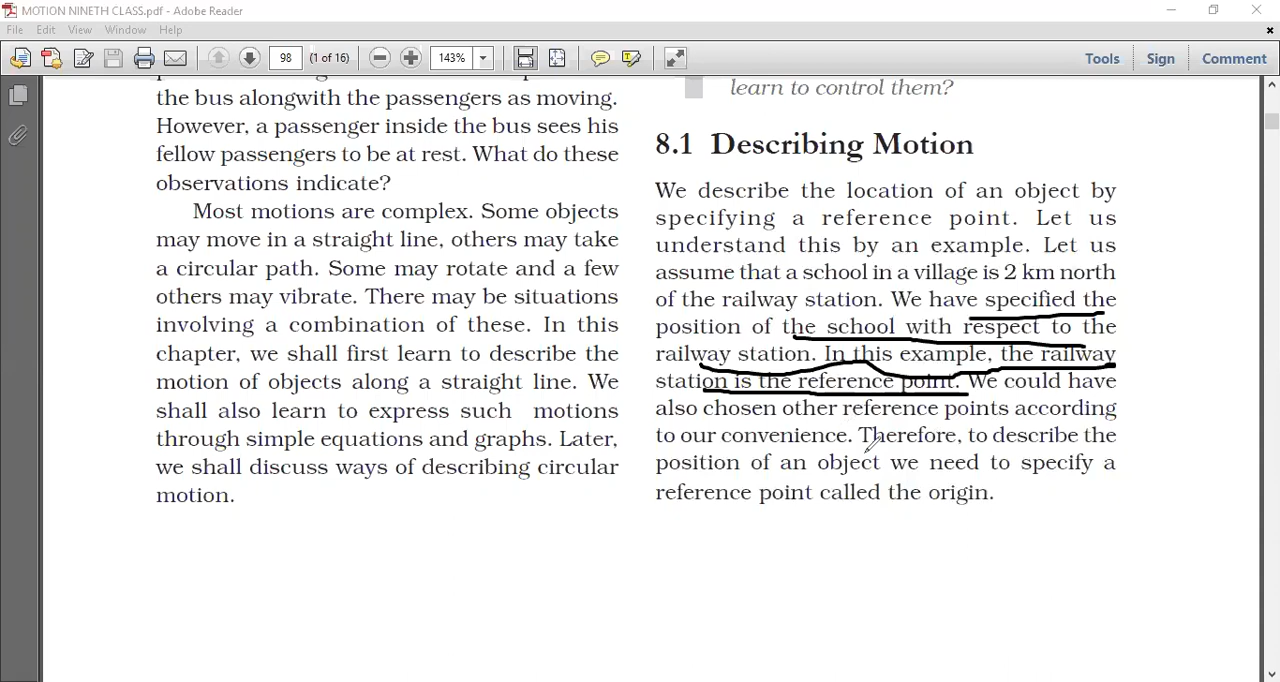 MOTION NINETH CLASS.pdf - Adobe Reader
File Edit View Window Help
98 (1 of 16) 143% Tools Sign Comment
the bus alongwith the passengers as moving.
However, a passenger inside the bus sees his
fellow passengers to be at rest. What do these
observations indicate?
Most motions are complex. Some objects
may move in a straight line, others may take
a circular path. Some may rotate and a few
others may vibrate. There may be situations
involving a combination of these. In this
chapter, we shall first learn to describe the
motion of objects along a straight line. We
shall also learn to express such motions
through simple equations and graphs. Later,
we shall discuss ways of describing circular
motion.
learn to control them?
8.1 Describing Motion
We describe the location of an object by
specifying a reference point. Let us
understand this by an example. Let us
assume that a school in a village is 2 km north
of the railway station. We have specified the
position of the school with respect to the
railway station. In this example, the railway
station is the reference point. We could have
also chosen other reference points according
to our convenience. Therefore, to describe the
position of an object we need to specify a
reference point called the origin.